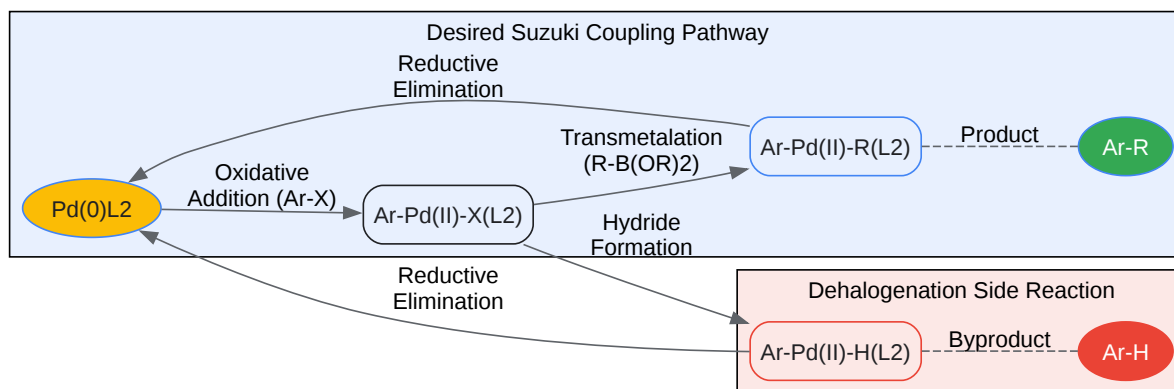 Desired Suzuki Coupling Pathway
Reductive
Elimination
Transmetalation
(R-B(OR)2)
Ar-Pd(II)-R(L2)
Product
Ar-R
Oxidative
Addition (Ar-X)
Pd(0)L2
Ar-Pd(II)-X(L2)
Hydride
Formation
Reductive
Elimination
Dehalogenation Side Reaction
Ar-Pd(II)-H(L2)
Byproduct
Ar-H